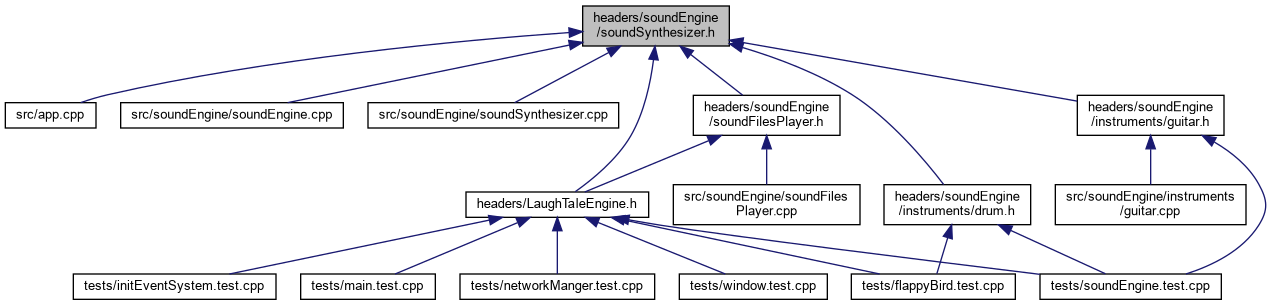 headers/soundEngine
/soundSynthesizer.h
src/app.cpp
src/soundEngine/soundEngine.cpp
src/soundEngine/soundSynthesizer.cpp
headers/soundEngine
/soundFilesPlayer.h
headers/soundEngine
/instruments/guitar.h
headers/LaughTaleEngine.h
src/soundEngine/soundFiles
Player.cpp
headers/soundEngine
/instruments/drum.h
src/soundEngine/instruments
/guitar.cpp
tests/initEventSystem.test.cpp
tests/main.test.cpp
tests/networkManger.test.cpp
tests/window.test.cpp
tests/flappyBird.test.cpp
tests/soundEngine.test.cpp